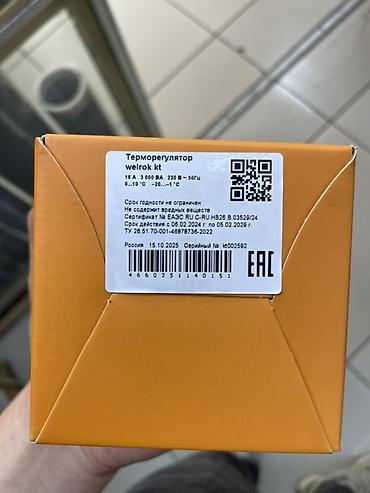 Терморегулятор
welrok kt
16 А 3 000 ВА 230 В ~ 50Гц
0...10 °С -20...-1 °С
Срок годности не ограничен
Не содержит вредных веществ
Сертификат № ЕАЭС RU С-RU.НВ26.В.03529/24
Срок действия с 06.02.2024 г. по 05.02.2029 г.
ТУ 26.51.70-001-46878736-2022
Россия 15.10.2025 Серийный №: kt002592
4660251140151
EAC